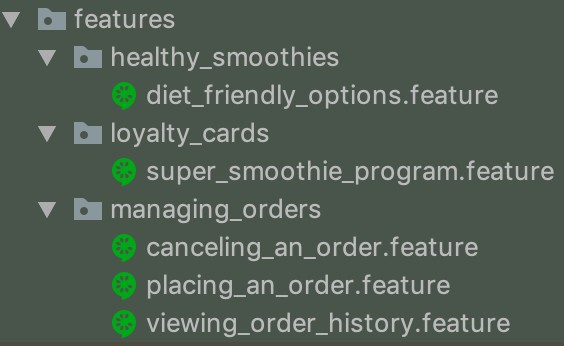 features
healthy_smoothies
diet_friendly_options.feature
loyalty_cards
super_smoothie_program.feature
managing_orders
canceling_an_order.feature
placing_an_order.feature
viewing_order_history.feature